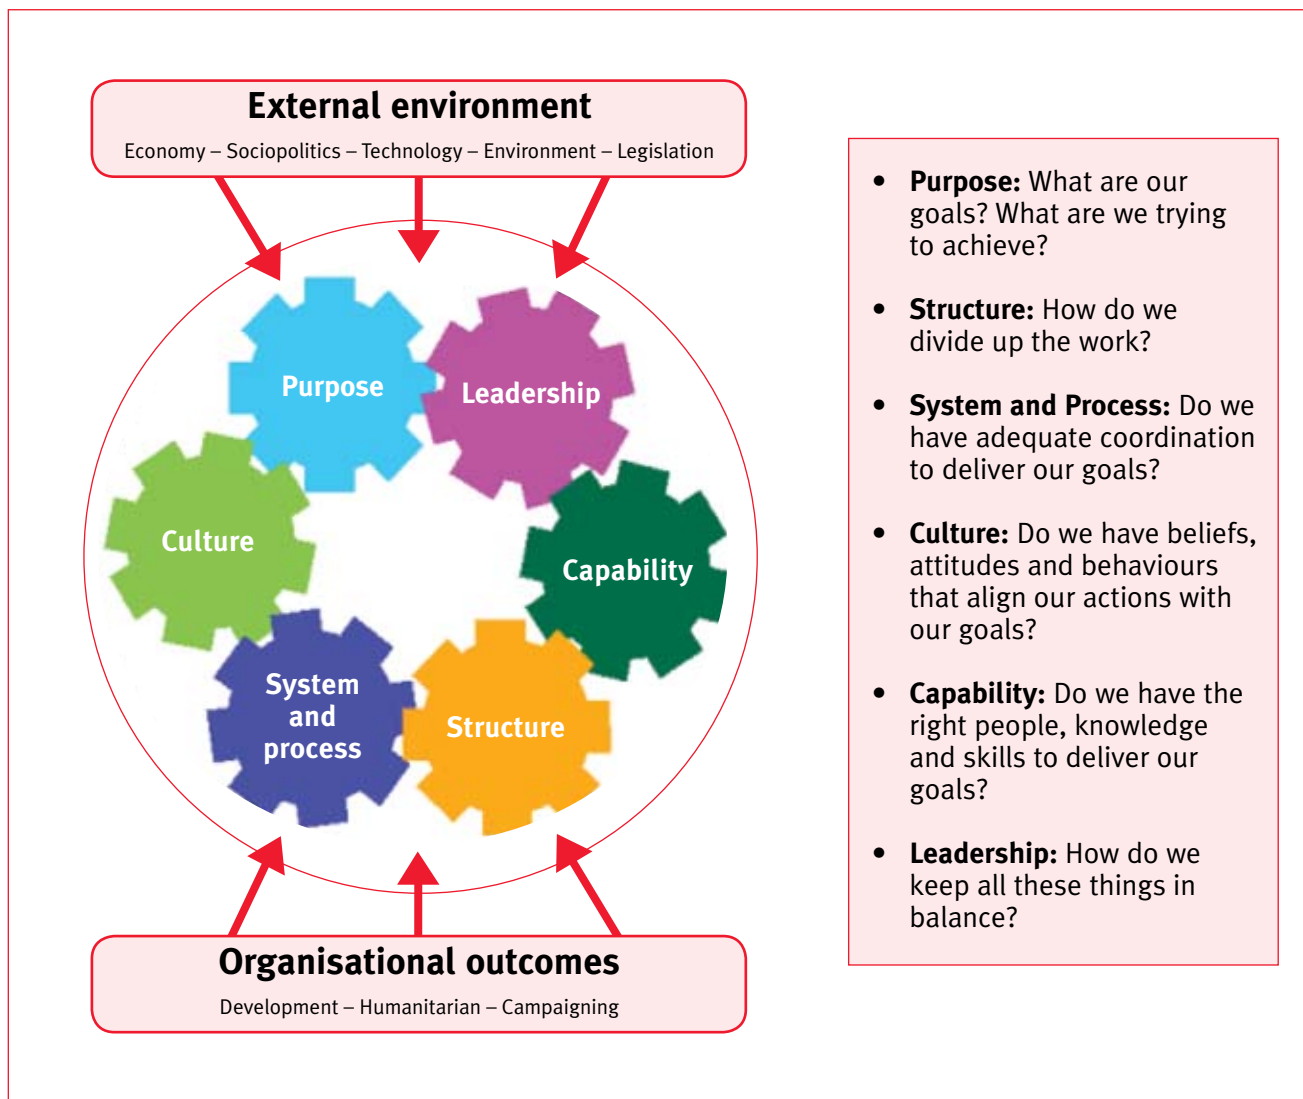 External environment
Economy – Sociopolitics – Technology – Environment – Legislation
Purpose
Leadership
Culture
Capability
System
and
process
Structure
Organisational outcomes
Development – Humanitarian – Campaigning
• Purpose: What are our
goals? What are we trying
to achieve?
• Structure: How do we
divide up the work?
• System and Process: Do we
have adequate coordination
to deliver our goals?
• Culture: Do we have beliefs,
attitudes and behaviours
that align our actions with
our goals?
• Capability: Do we have the
right people, knowledge
and skills to deliver our
goals?
• Leadership: How do we
keep all these things in
balance?